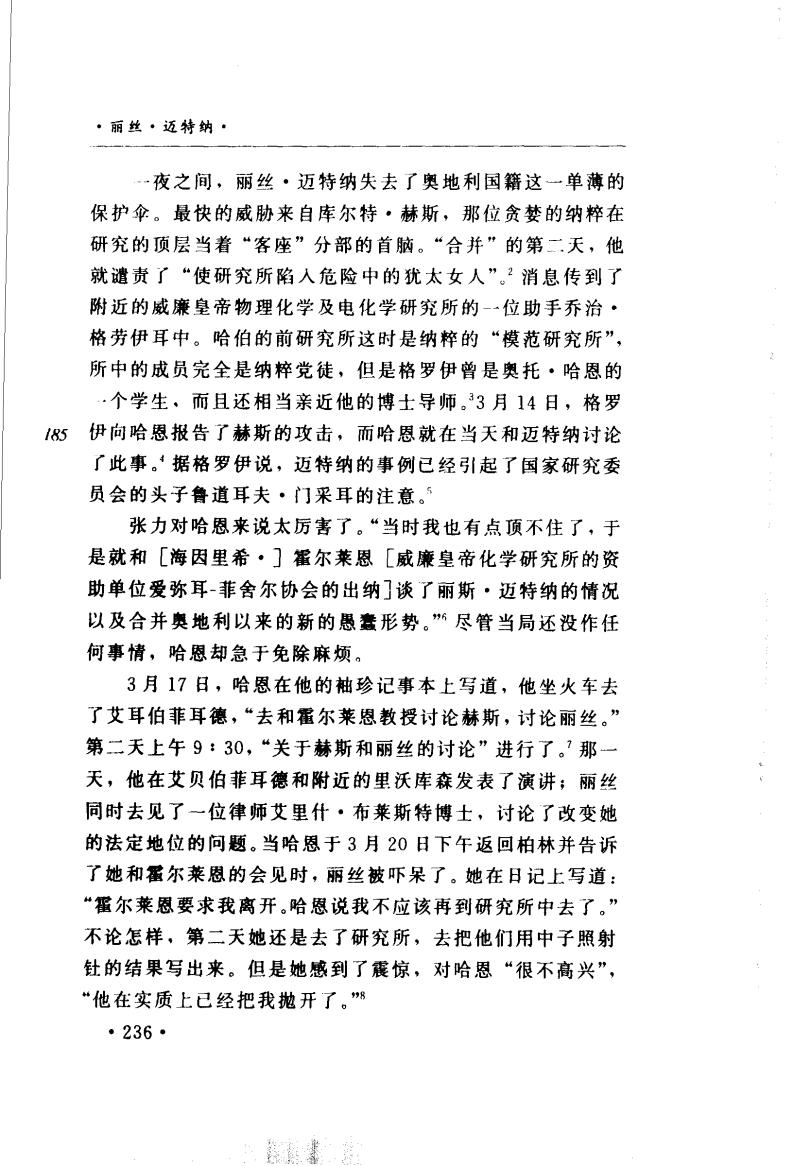 ·丽丝·迈特纳·
一夜之间，丽丝·迈特纳失去了奥地利国籍这一单薄的
保护伞。最快的威胁来自库尔特·赫斯，那位贪婪的纳粹在
研究的顶层当着“客座”分部的首脑。“合并”的第二天，他
就谴责了“使研究所陷入危险中的犹太女人”。² 消息传到了
附近的威廉皇帝物理化学及电化学研究所的一位助手乔治·
格劳伊耳中。哈伯的前研究所这时是纳粹的“模范研究所”，
所中的成员完全是纳粹党徒，但是格罗伊曾是奥托·哈恩的
一个学生、而且还相当亲近他的博士导师。³3月14日，格罗
185 伊向哈恩报告了赫斯的攻击，而哈恩就在当天和迈特纳讨论
了此事。⁴ 据格罗伊说，迈特纳的事例已经引起了国家研究委
员会的头子鲁道耳夫·门采耳的注意。⁵
张力对哈恩来说太厉害了。“当时我也有点顶不住了，于
是就和［海因里希·］霍尔莱恩［威廉皇帝化学研究所的资
助单位爱弥耳-菲舍尔协会的出纳］谈了丽斯·迈特纳的情况
以及合并奥地利以来的新的愚蠢形势。”⁶ 尽管当局还没作任
何事情，哈恩却急于免除麻烦。
3月17日，哈恩在他的袖珍记事本上写道，他坐火车去
了艾耳伯菲耳德，“去和霍尔莱恩教授讨论赫斯，讨论丽丝。”
第二天上午9：30，“关于赫斯和丽丝的讨论”进行了。⁷ 那一
天，他在艾贝伯菲耳德和附近的里沃库森发表了演讲；丽丝
同时去见了一位律师艾里什·布莱斯特博士，讨论了改变她
的法定地位的问题。当哈恩于3月20日下午返回柏林并告诉
了她和霍尔莱恩的会见时，丽丝被吓呆了。她在日记上写道：
“霍尔莱恩要求我离开。哈恩说我不应该再到研究所中去了。”
不论怎样，第二天她还是去了研究所，去把他们用中子照射
钍的结果写出来。但是她感到了震惊，对哈恩“很不高兴”，
“他在实质上已经把我抛开了。”⁸
·236·